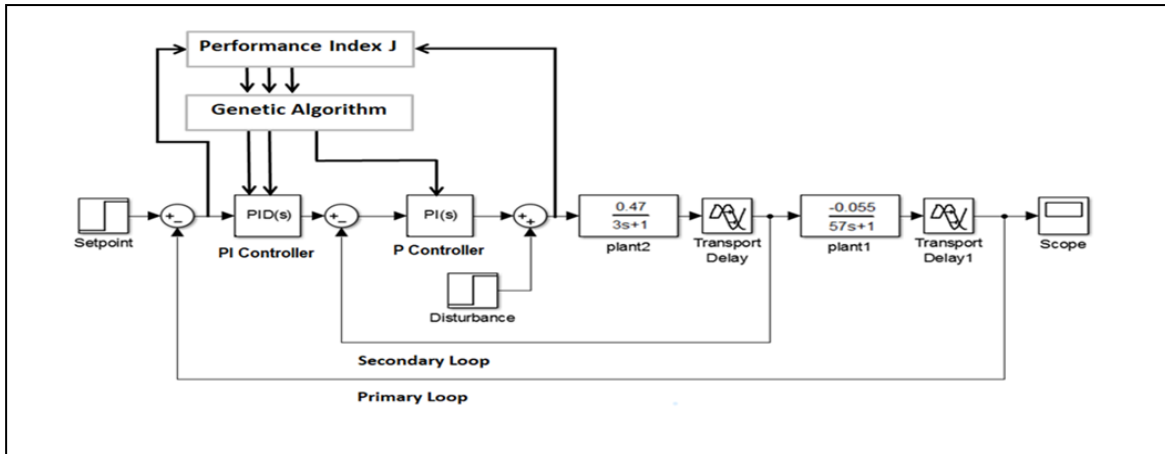 Performance Index J
Genetic Algorithm
Setpoint
+
−
PID(s)
PI Controller
+
−
PI(s)
P Controller
+
+
Disturbance
0.47
3s+1
plant2
Transport
Delay
-0.055
57s+1
plant1
Transport
Delay1
Scope
Secondary Loop
Primary Loop